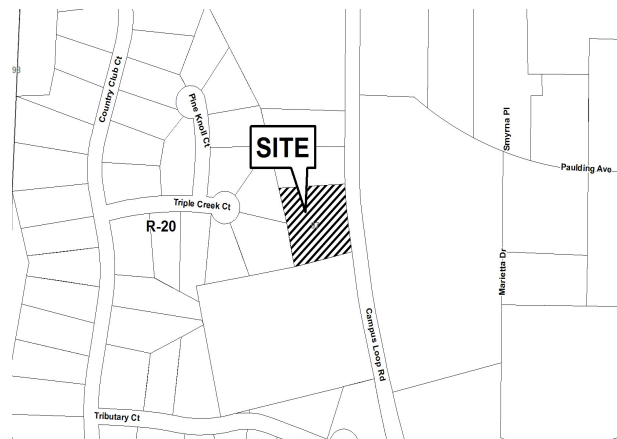 Country Club Ct
Pine Knoll Ct
SITE
Smyrna Pl
Paulding Ave
Triple Creek Ct
R-20
Marietta Dr
Campus Loop Rd
Tributary Ct